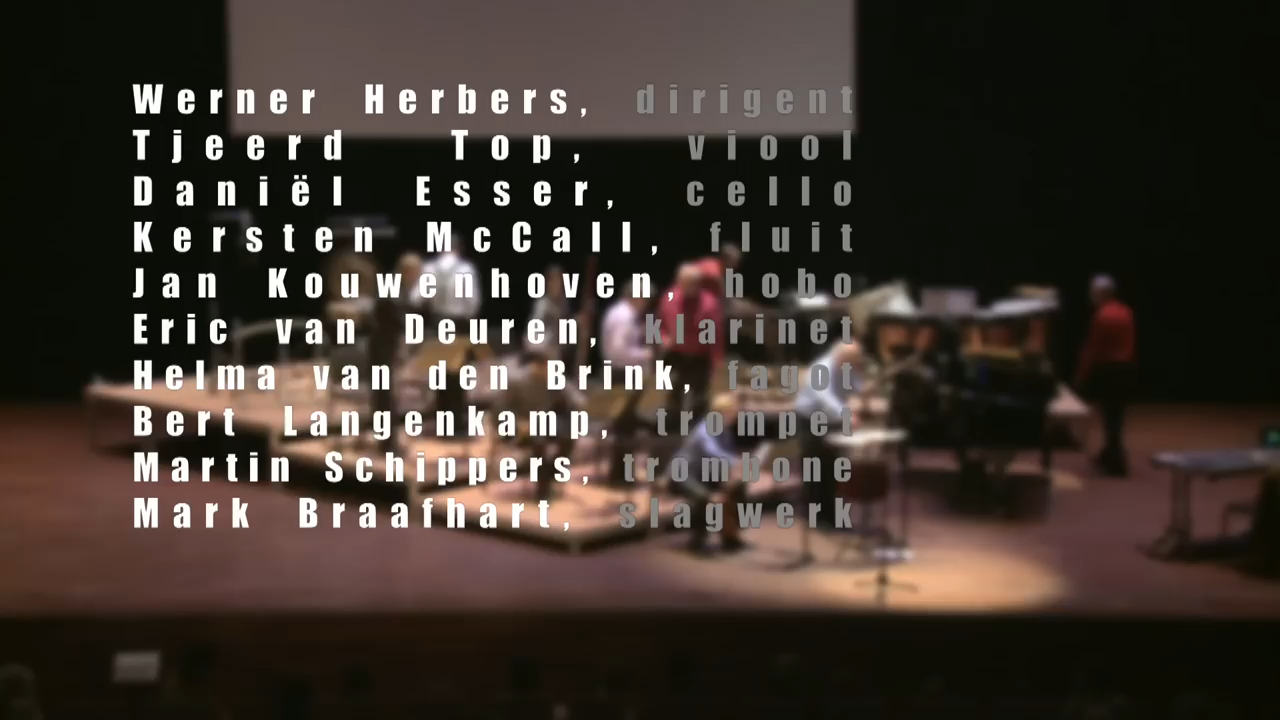 Werner Herbers, dirigent
Tjeerd Top, viool
Daniël Esser, cello
Kersten McCall, fluit
Jan Kouwenhoven, hobo
Eric van Deuren, klarinet
Helma van den Brink, fagot
Bert Langenkamp, trompet
Martin Schippers, trombone
Mark Braafhart, slagwerk